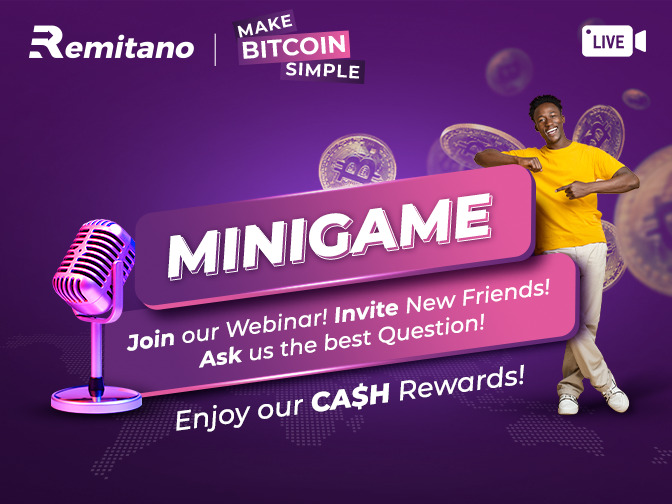 Remitano
MAKE
BITCOIN
SIMPLE
LIVE
MINIGAME
Join our Webinar! Invite New Friends!
Ask us the best Question!
Enjoy our CA$H Rewards!